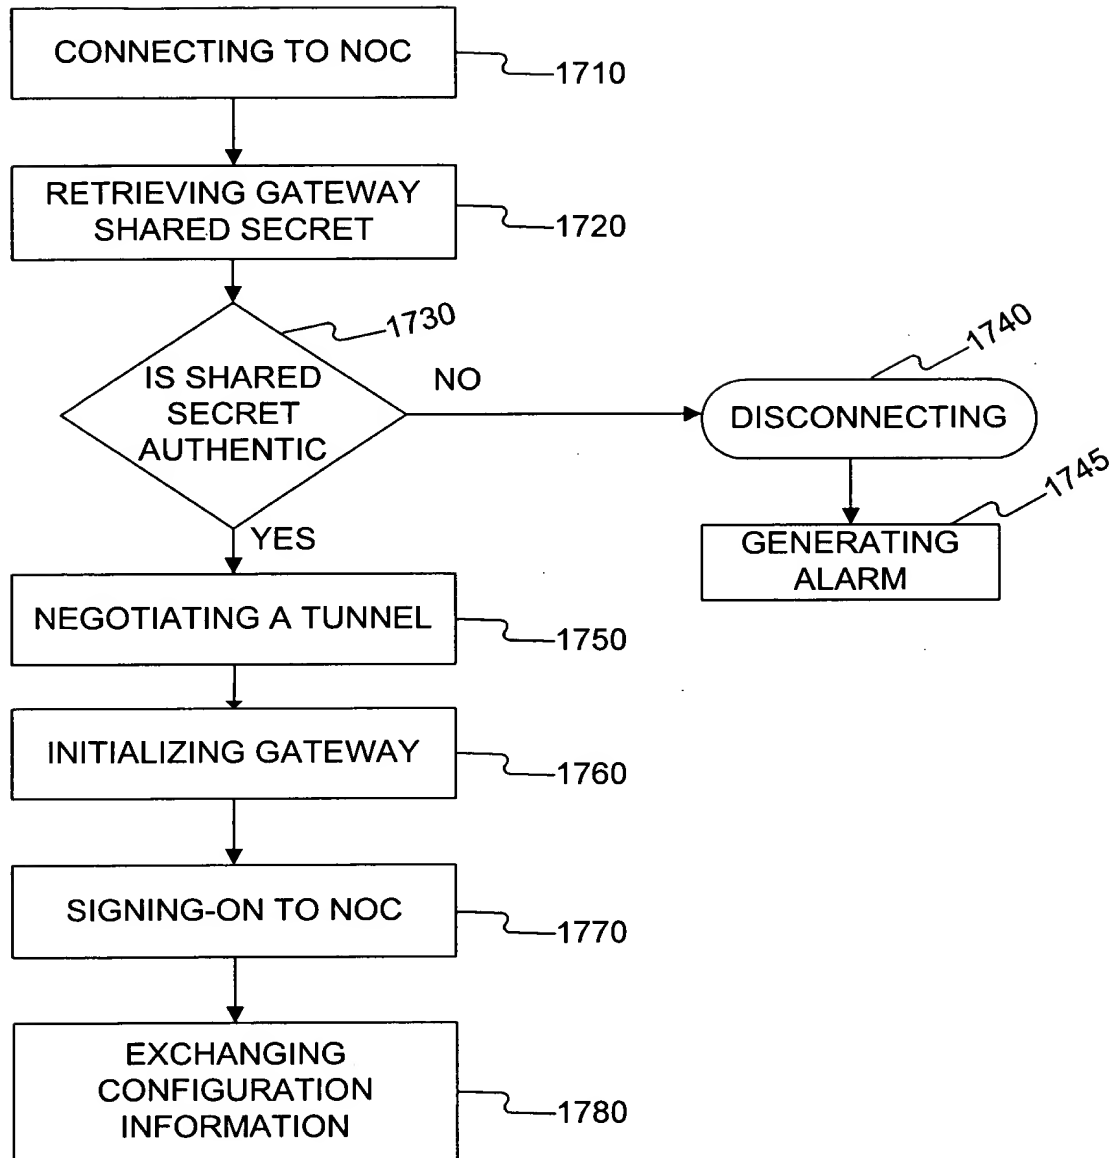 CONNECTING TO NOC
1710
RETRIEVING GATEWAY
SHARED SECRET
1720
1730
IS SHARED
SECRET
AUTHENTIC
NO
1740
DISCONNECTING
1745
GENERATING
ALARM
YES
NEGOTIATING A TUNNEL
1750
INITIALIZING GATEWAY
1760
SIGNING-ON TO NOC
1770
EXCHANGING
CONFIGURATION
INFORMATION
1780